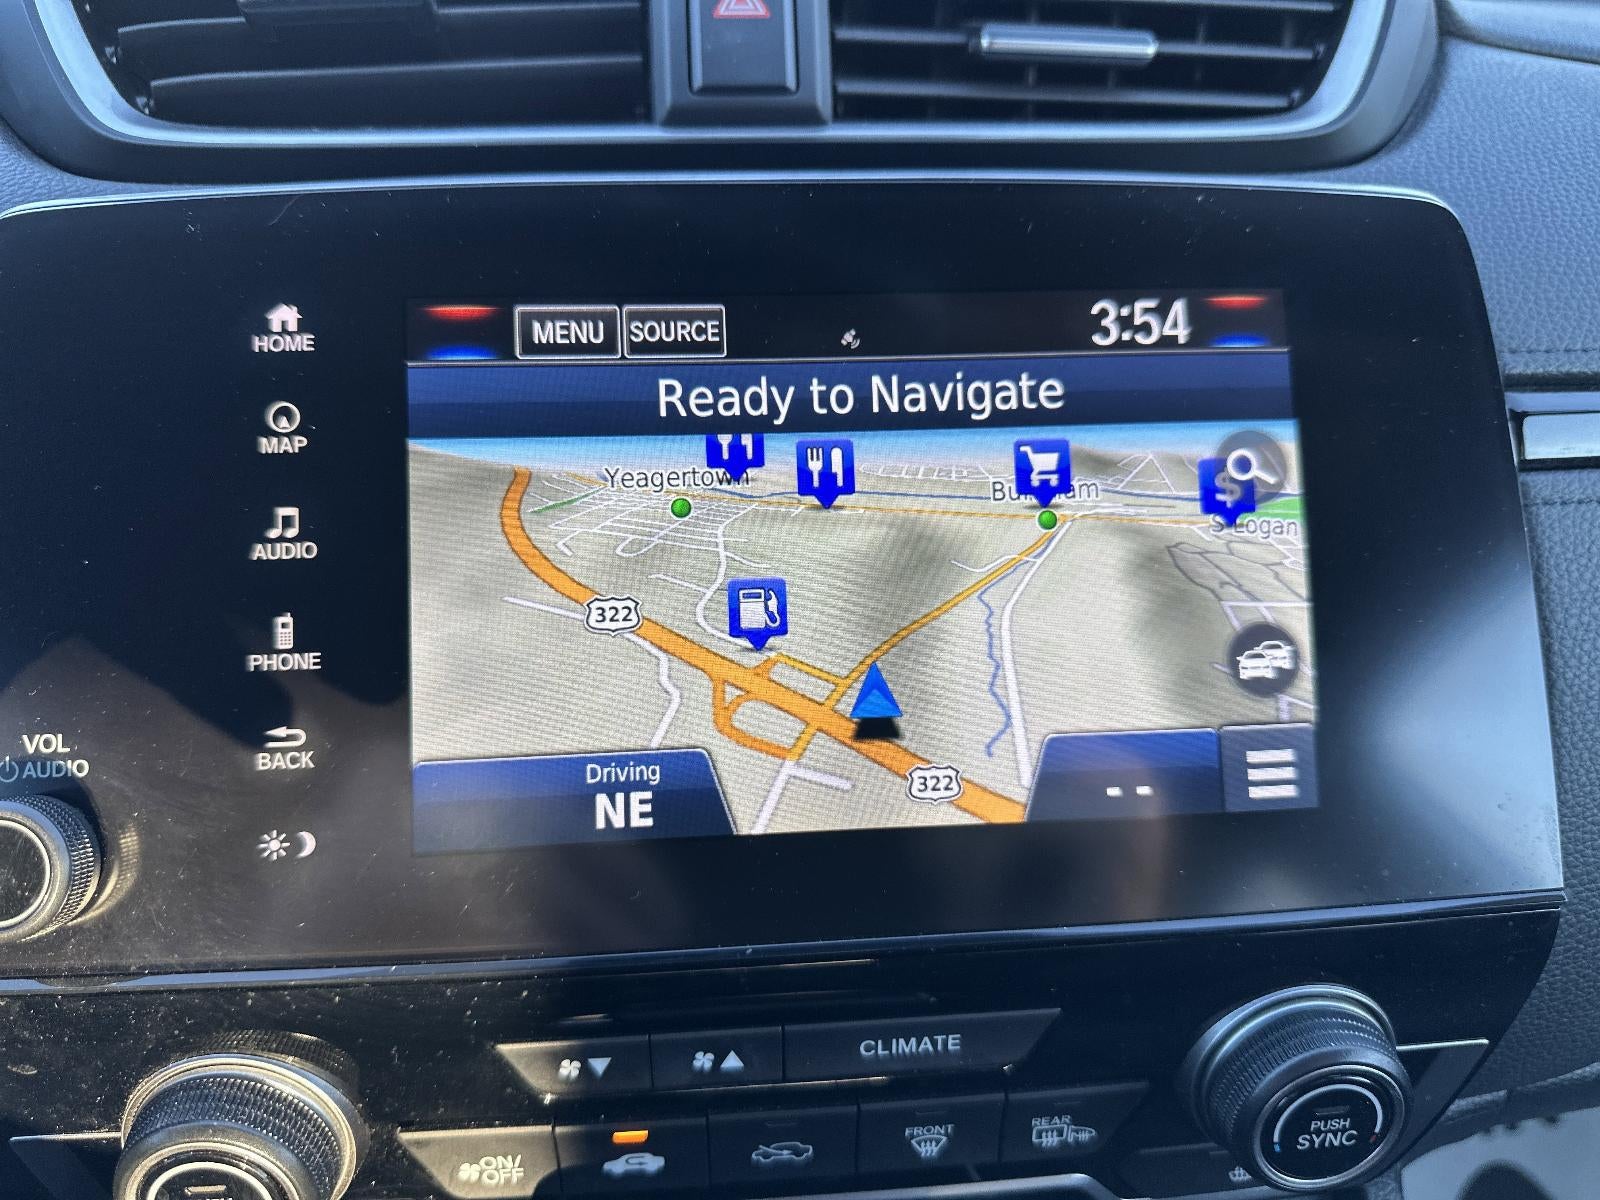 MENU SOURCE 3:54
Ready to Navigate
HOME
MAP
AUDIO
PHONE
BACK
VOL
AUDIO
Yeagertown
$
S Logan
322
322
Driving
NE
--
CLIMATE
ON/
OFF
FRONT
REAR
PUSH
SYNC